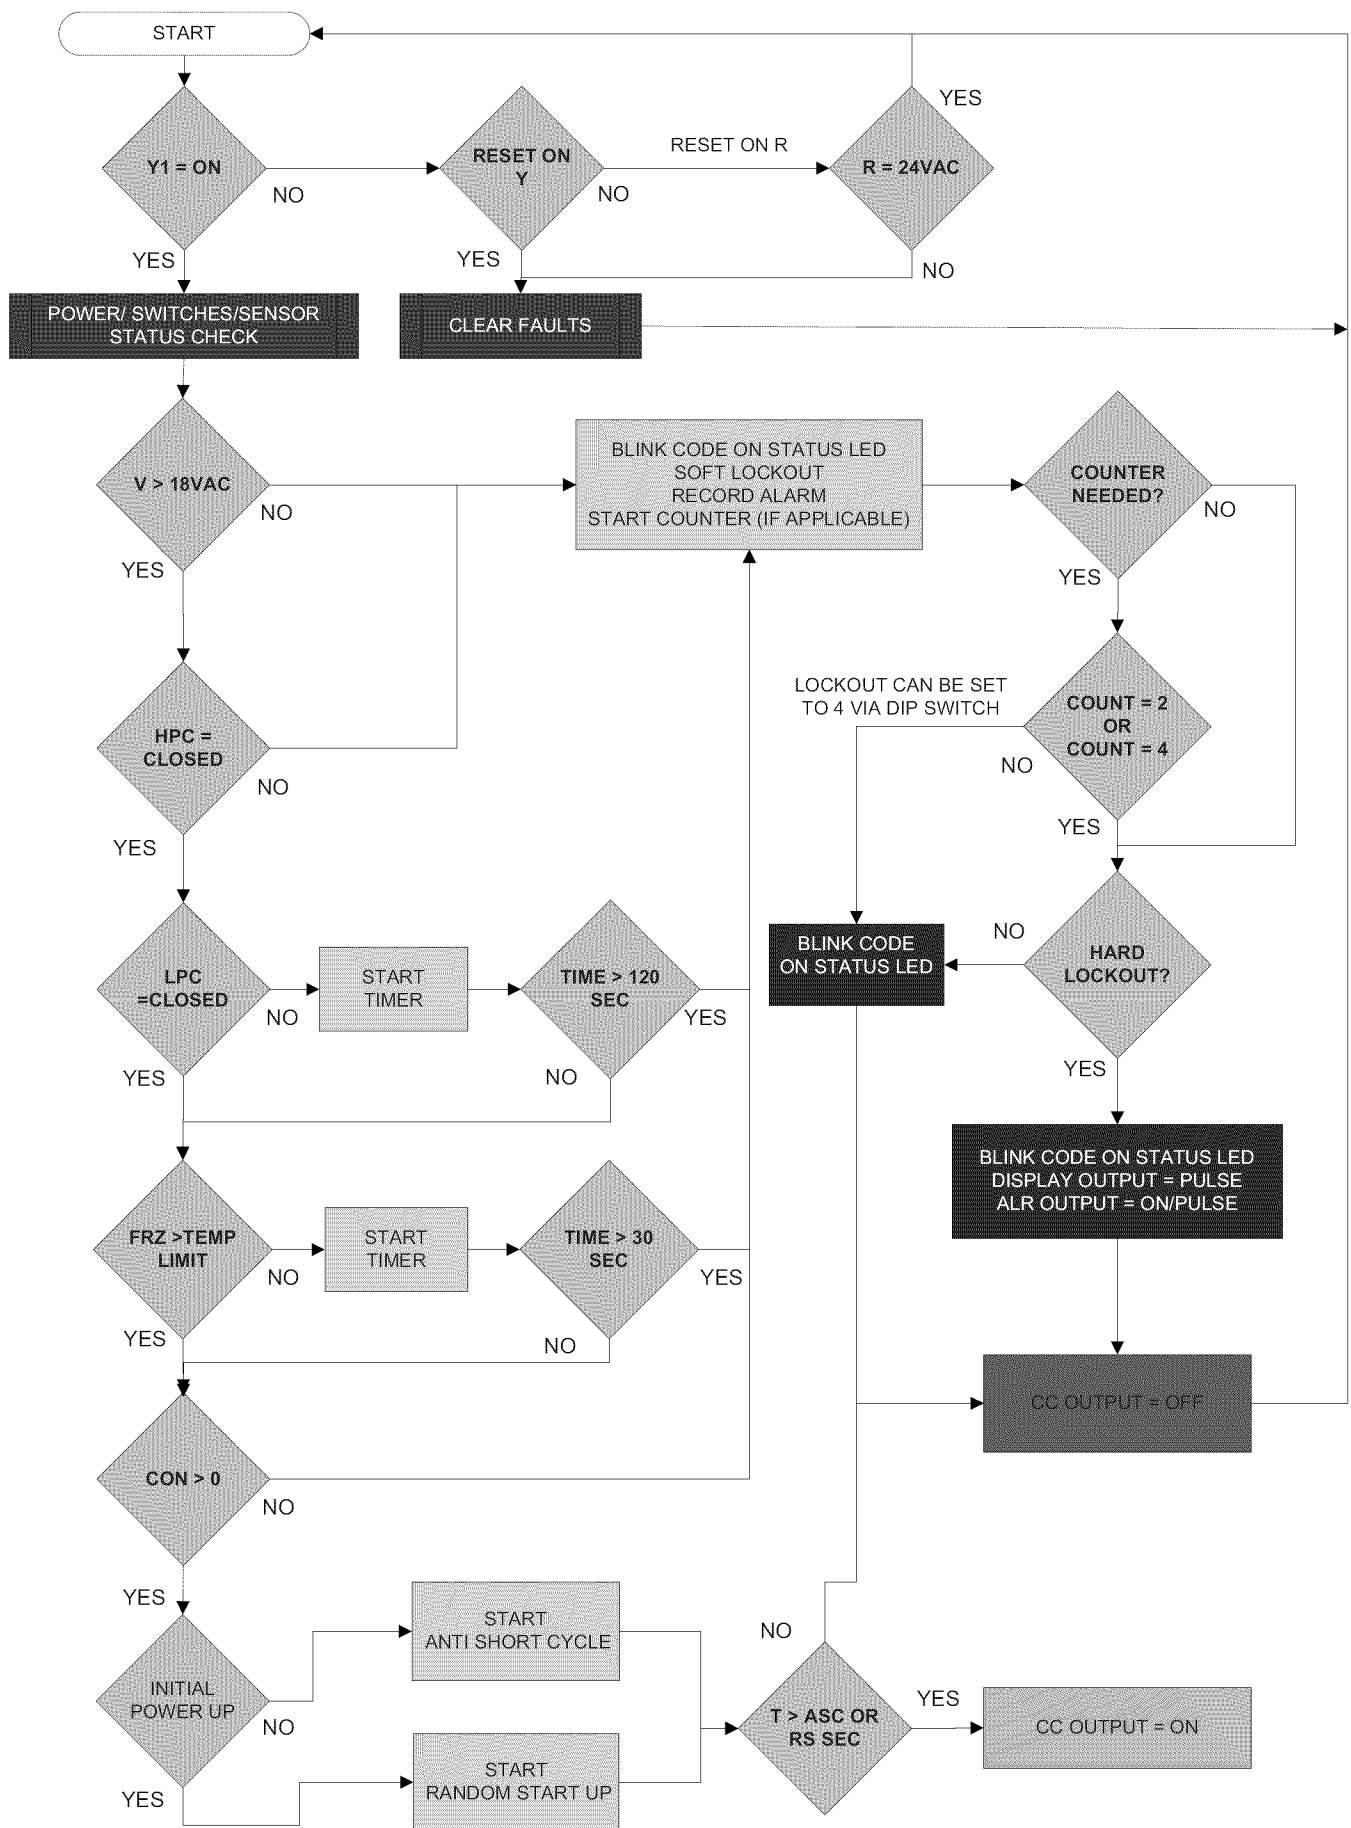 START
YES
Y1 = ON
NO
RESET ON
Y
NO
RESET ON R
R = 24VAC
YES
YES
NO
POWER/ SWITCHES/SENSOR
STATUS CHECK
CLEAR FAULTS
V > 18VAC
NO
YES
BLINK CODE ON STATUS LED
SOFT LOCKOUT
RECORD ALARM
START COUNTER (IF APPLICABLE)
COUNTER
NEEDED?
NO
YES
HPC =
CLOSED
NO
YES
LOCKOUT CAN BE SET
TO 4 VIA DIP SWITCH
COUNT = 2
OR
COUNT = 4
NO
YES
LPC
=CLOSED
NO
YES
START
TIMER
TIME > 120
SEC
YES
NO
BLINK CODE
ON STATUS LED
NO
HARD
LOCKOUT?
YES
BLINK CODE ON STATUS LED
DISPLAY OUTPUT = PULSE
ALR OUTPUT = ON/PULSE
FRZ >TEMP
LIMIT
NO
YES
START
TIMER
TIME > 30
SEC
YES
NO
CC OUTPUT = OFF
CON > 0
NO
YES
INITIAL
POWER UP
NO
YES
START
ANTI SHORT CYCLE
START
RANDOM START UP
NO
T > ASC OR
RS SEC
YES
CC OUTPUT = ON